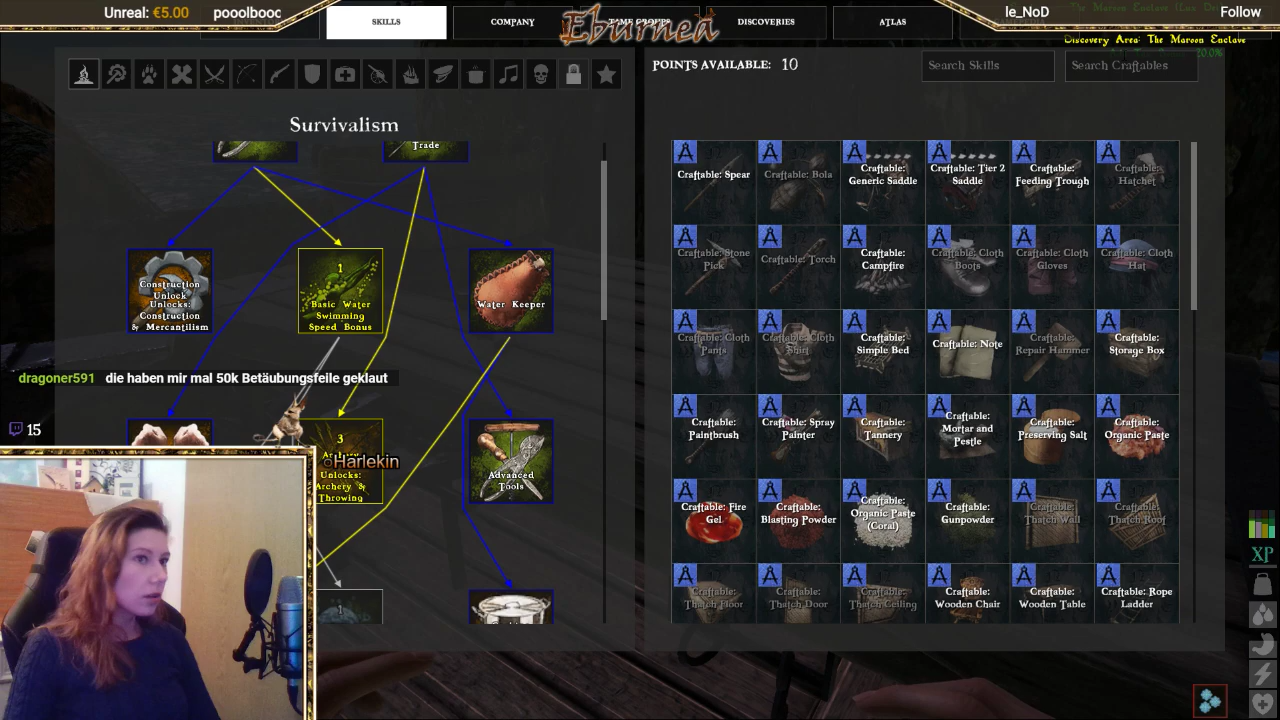 Unreal: €5.00 pooolbooc
le_NoD Follow
SKILLS
COMPANY
Eburnea
DISCOVERIES
ATLAS
Discovery Area: The Maroon Enclave
20.0%
POINTS AVAILABLE: 10
Search Skills
Search Craftables
Survivalism
Trade
Construction
Unlock
Unlocks:
Construction
& Mercantilism
1
Basic Water
Swimming
Speed Bonus
Water Keeper
dragoner591 die haben mir mal 50k Betäubungsfeile geklaut
15
3
Harlekin
Unlocks:
Archery &
Throwing
Advanced
Tools
1
Craftable: Spear
Craftable: Bola
Craftable:
Generic Saddle
Craftable: Tier 2
Saddle
Craftable:
Feeding Trough
Craftable:
Hatchet
Craftable: Stone
Pick
Craftable: Torch
Craftable:
Campfire
Craftable: Cloth
Boots
Craftable: Cloth
Gloves
Craftable: Cloth
Hat
Craftable: Cloth
Pants
Craftable: Cloth
Shirt
Craftable:
Simple Bed
Craftable: Note
Craftable:
Repair Hammer
Craftable:
Storage Box
Craftable:
Paintbrush
Craftable: Spray
Painter
Craftable:
Tannery
Craftable:
Mortar and
Pestle
Craftable:
Preserving Salt
Craftable:
Organic Paste
Craftable: Fire
Gel
Craftable:
Blasting Powder
Craftable:
Organic Paste
(Coral)
Craftable:
Gunpowder
Craftable:
Thatch Wall
Craftable:
Thatch Roof
Craftable:
Thatch Floor
Craftable:
Thatch Door
Craftable:
Thatch Ceiling
Craftable:
Wooden Chair
Craftable:
Wooden Table
Craftable: Rope
Ladder
XP